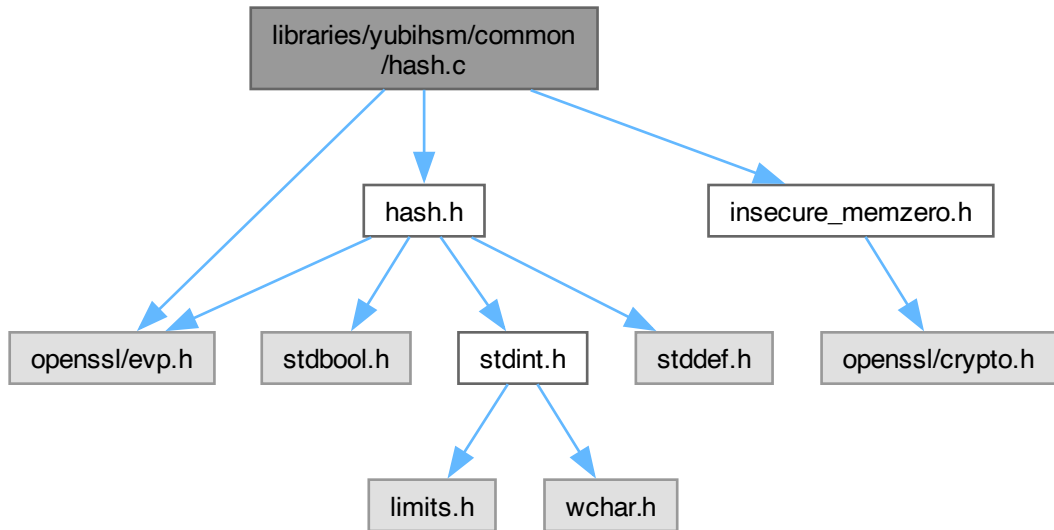 libraries/yubihsm/common
/hash.c
hash.h
insecure_memzero.h
openssl/evp.h
stdbool.h
stdint.h
stddef.h
openssl/crypto.h
limits.h
wchar.h